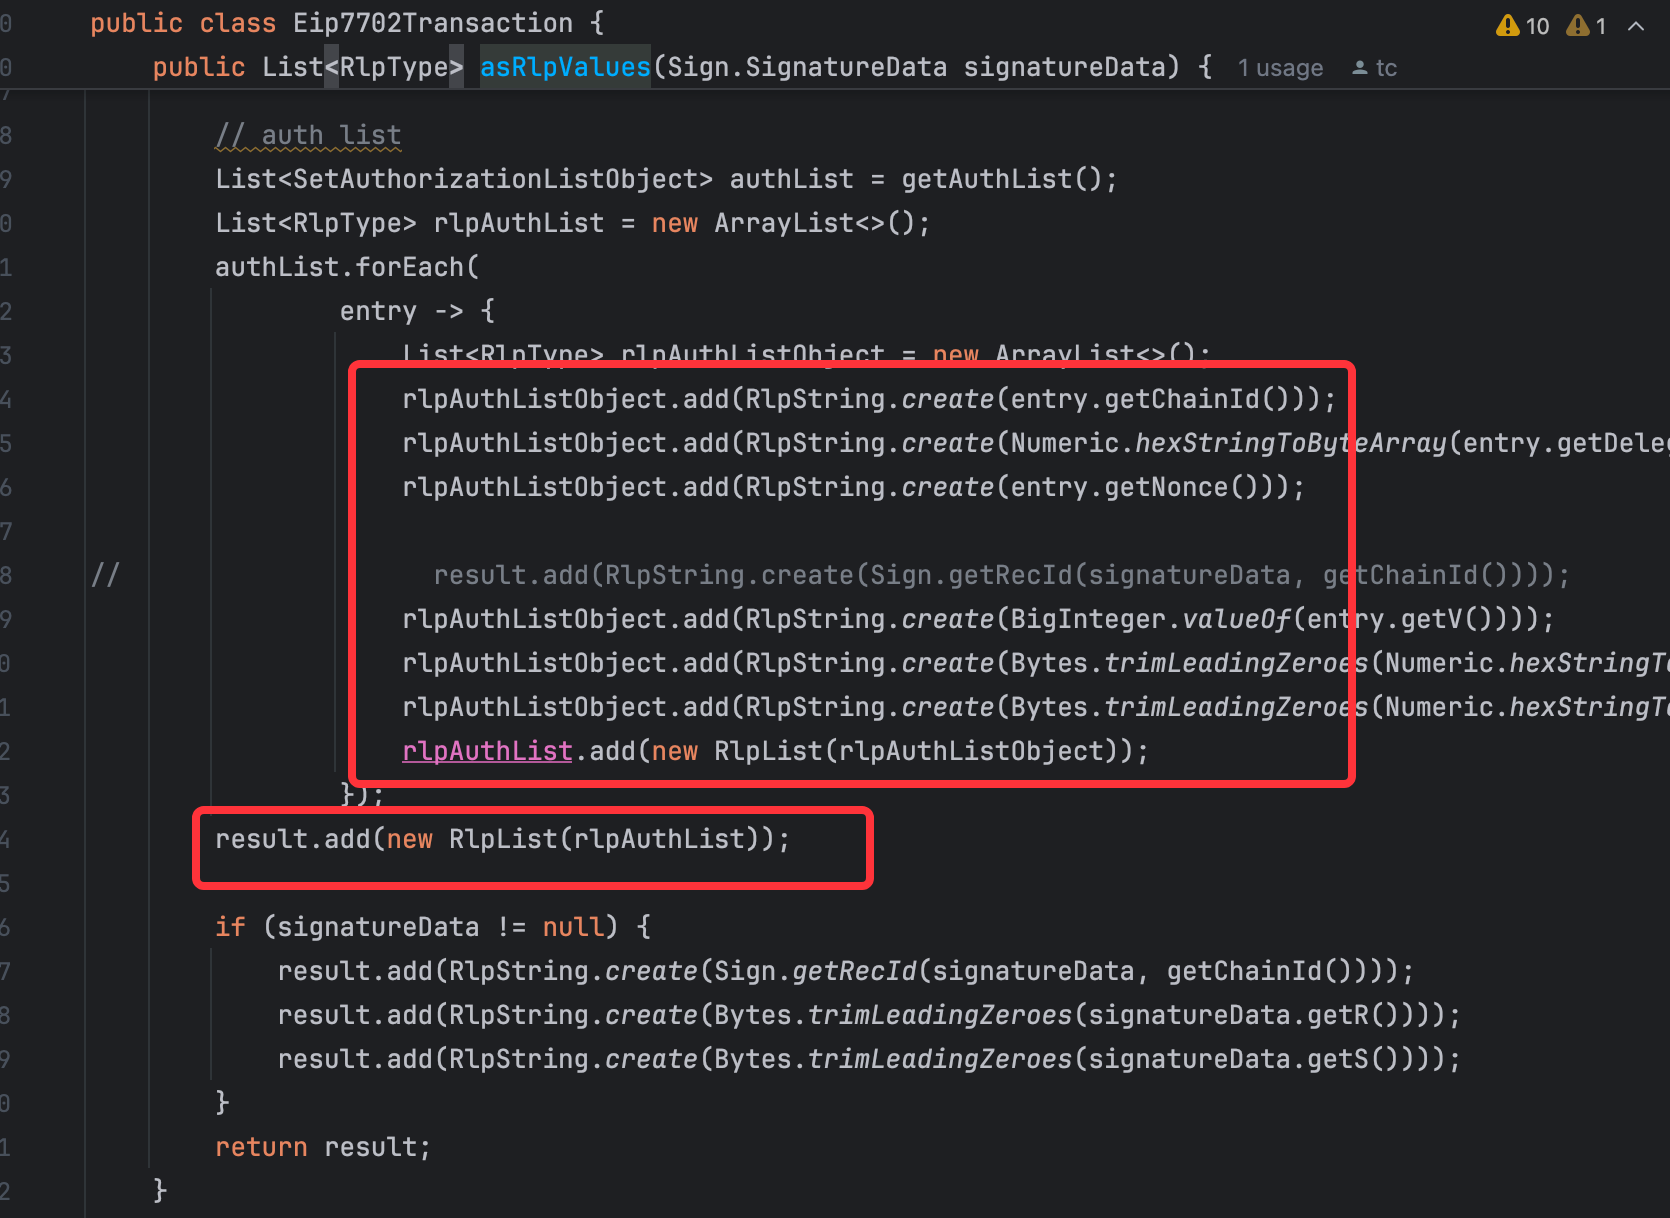 public class Eip7702Transaction {
10 1
public List<RlpType> asRlpValues(Sign.SignatureData signatureData) { 1 usage tc
7
8 // auth list
9 List<SetAuthorizationListObject> authList = getAuthList();
0 List<RlpType> rlpAuthList = new ArrayList<>();
1 authList.forEach(
2 entry -> {
3 List<RlpType> rlpAuthListObject = new ArrayList<>();
4 rlpAuthListObject.add(RlpString.create(entry.getChainId()));
5 rlpAuthListObject.add(RlpString.create(Numeric.hexStringToByteArray(entry.getDeleg
6 rlpAuthListObject.add(RlpString.create(entry.getNonce()));
7
8 // result.add(RlpString.create(Sign.getRecId(signatureData, getChainId())));
9 rlpAuthListObject.add(RlpString.create(BigInteger.valueOf(entry.getV())));
0 rlpAuthListObject.add(RlpString.create(Bytes.trimLeadingZeroes(Numeric.hexStringTo
1 rlpAuthListObject.add(RlpString.create(Bytes.trimLeadingZeroes(Numeric.hexStringTo
2 rlpAuthList.add(new RlpList(rlpAuthListObject));
3 });
4 result.add(new RlpList(rlpAuthList));
5
6 if (signatureData != null) {
7 result.add(RlpString.create(Sign.getRecId(signatureData, getChainId())));
8 result.add(RlpString.create(Bytes.trimLeadingZeroes(signatureData.getR())));
9 result.add(RlpString.create(Bytes.trimLeadingZeroes(signatureData.getS())));
0 }
1 return result;
2 }